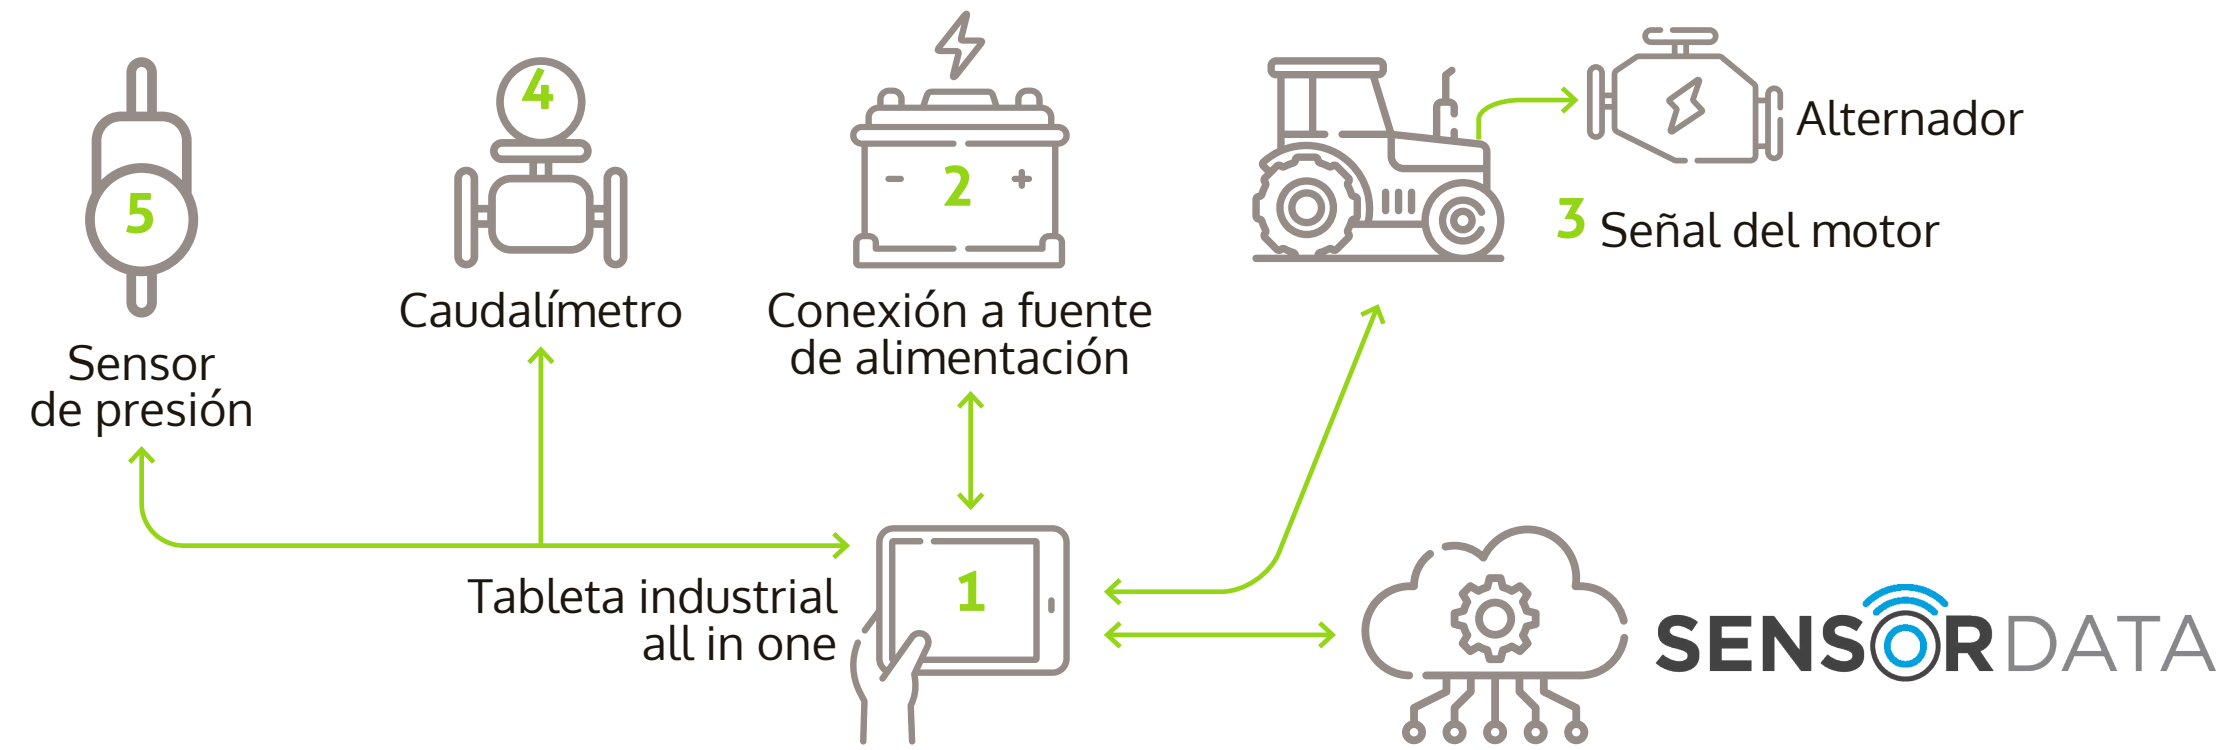 5
Sensor
de presión
4
Caudalímetro
2
- +
Conexión a fuente
de alimentación
Alternador
3 Señal del motor
1
Tableta industrial
all in one
SENSORDATA